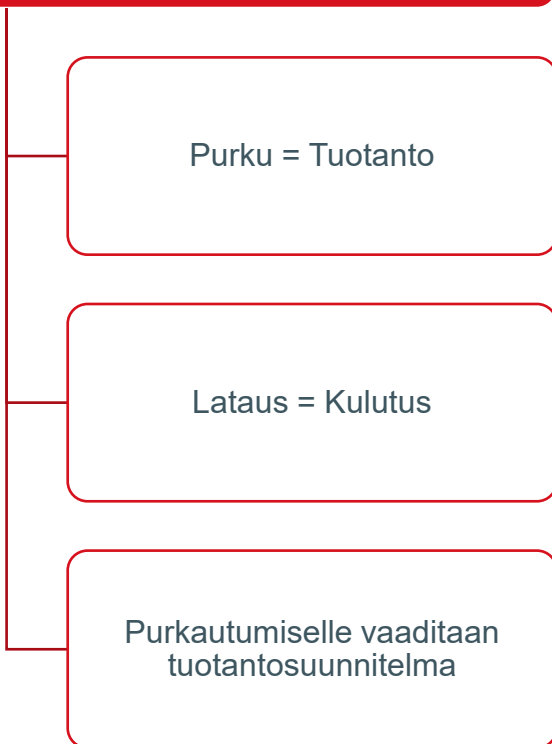 Purku = Tuotanto
Lataus = Kulutus
Purkautumiselle vaaditaan
tuotantosuunnitelma